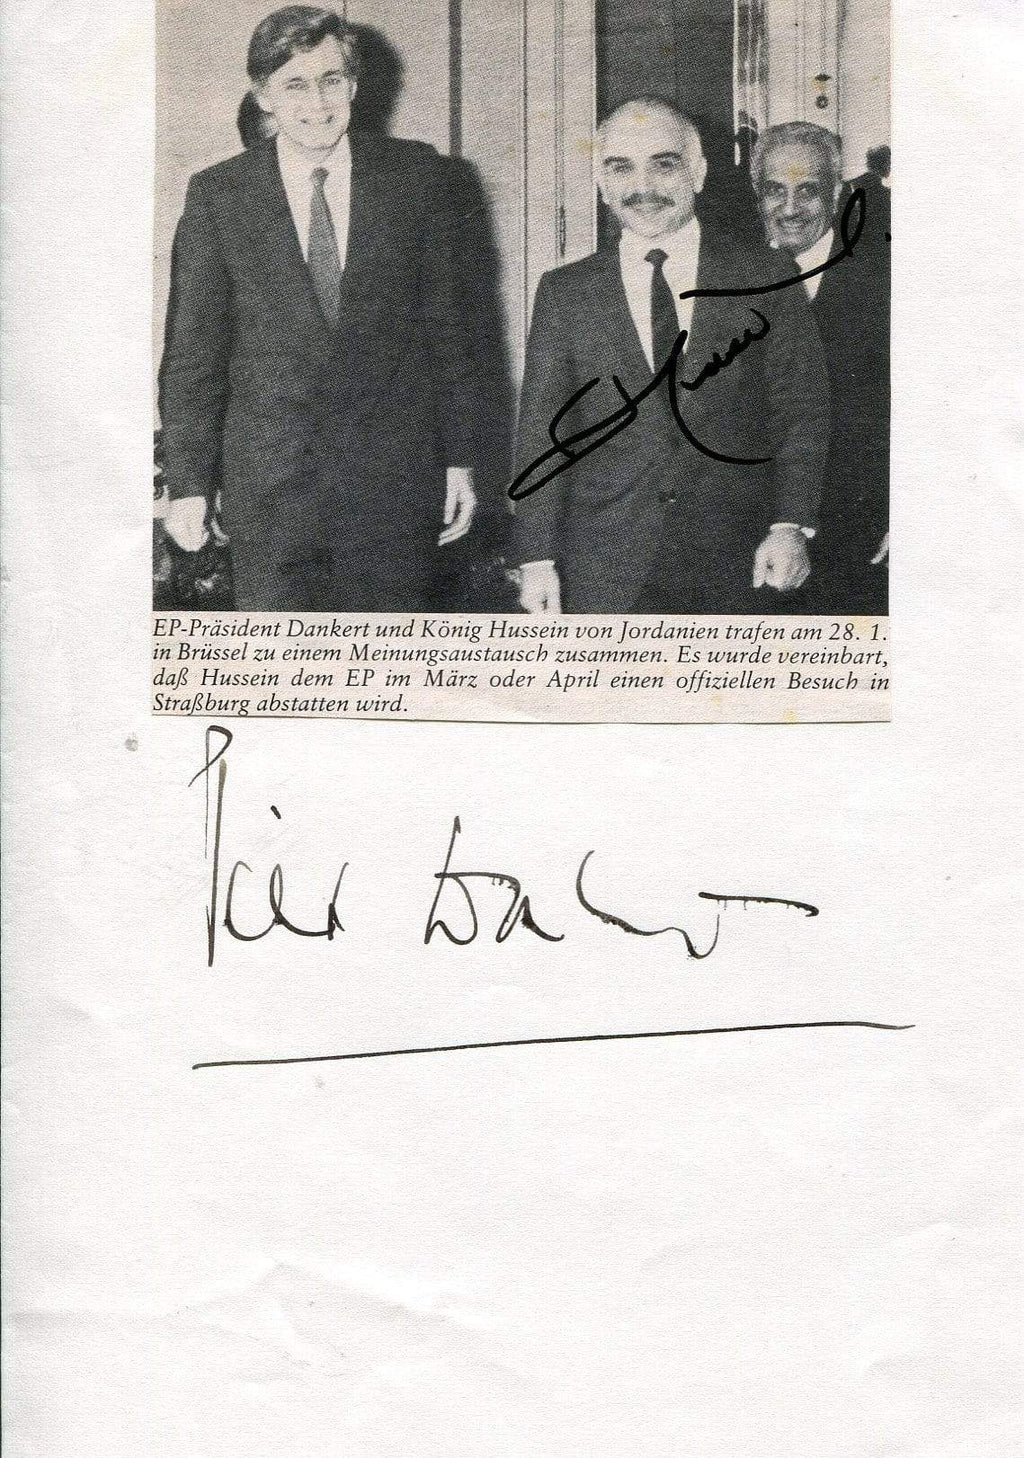 EP-Präsident Dankert und König Hussein von Jordanien trafen am 28. 1.
in Brüssel zu einem Meinungsaustausch zusammen. Es wurde vereinbart,
daß Hussein dem EP im März oder April einen offiziellen Besuch in
Straßburg abstatten wird.